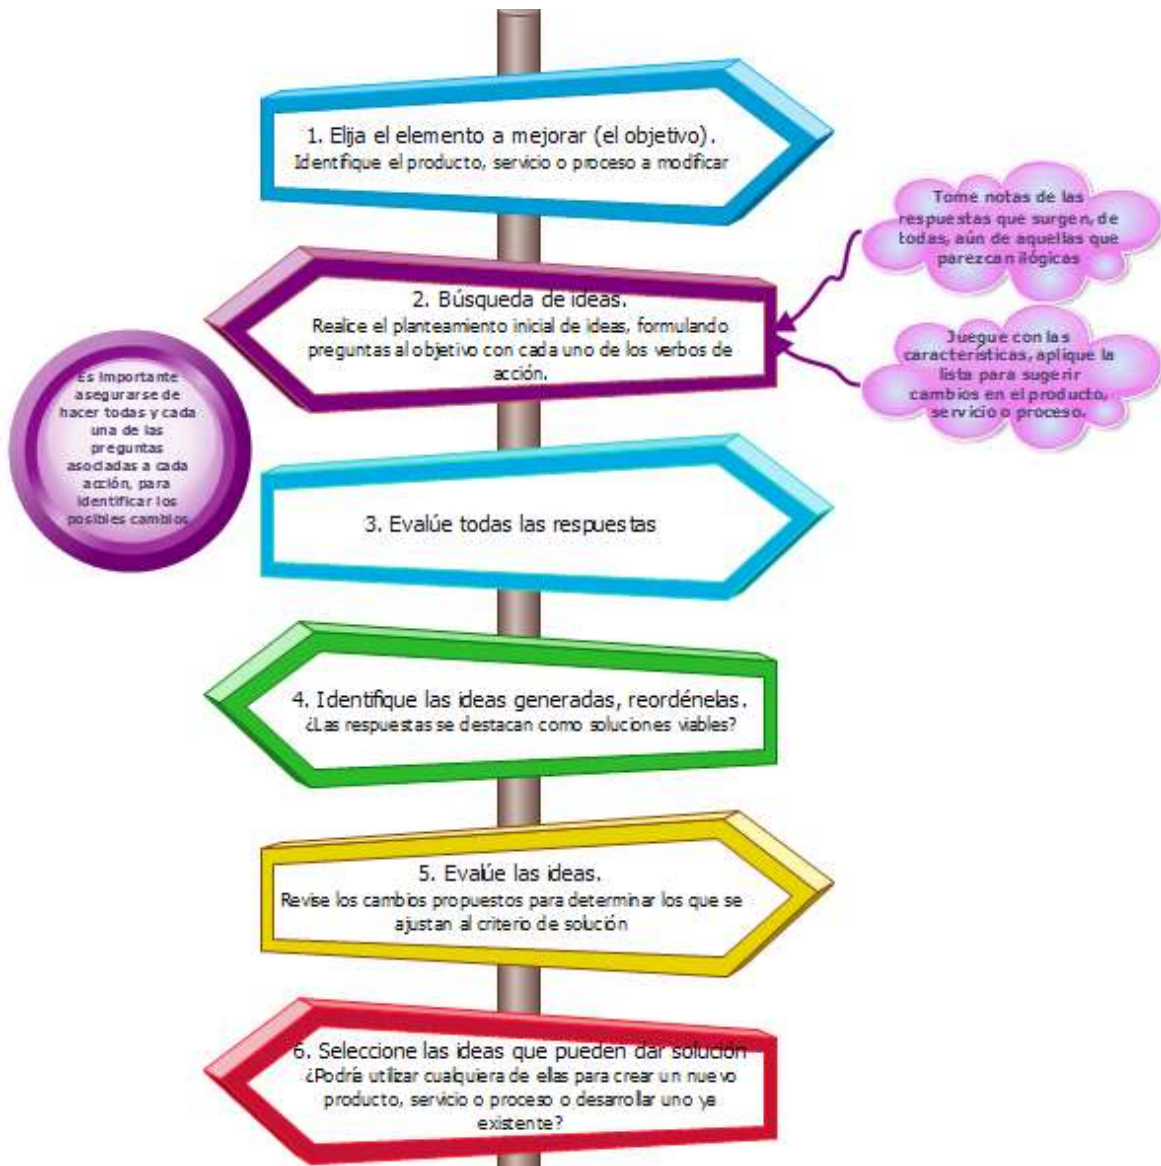 1. Elija el elemento a mejorar (el objetivo).
Identifique el producto, servicio o proceso a modificar
Tome notas de las
respuestas que surgen, de
todas, aún de aquellas que
parezcan ilógicas
2. Búsqueda de ideas.
Realice el planteamiento inicial de ideas, formulando
preguntas al objetivo con cada uno de los verbos de
acción.
Juegue con las
características, aplique la
lista para sugerir
cambios en el producto,
servicio o proceso.
Es importante
asegurarse de
hacer todas y cada
una de las
preguntas
asociadas a cada
acción, para
identificar los
posibles cambios
3. Evalúe todas las respuestas
4. Identifique las ideas generadas, reordénelas.
¿Las respuestas se destacan como soluciones viables?
5. Evalúe las ideas.
Revise los cambios propuestos para determinar los que se
ajustan al criterio de solución
6. Seleccione las ideas que pueden dar solución
¿Podría utilizar cualquiera de ellas para crear un nuevo
producto, servicio o proceso o desarrollar uno ya
existente?